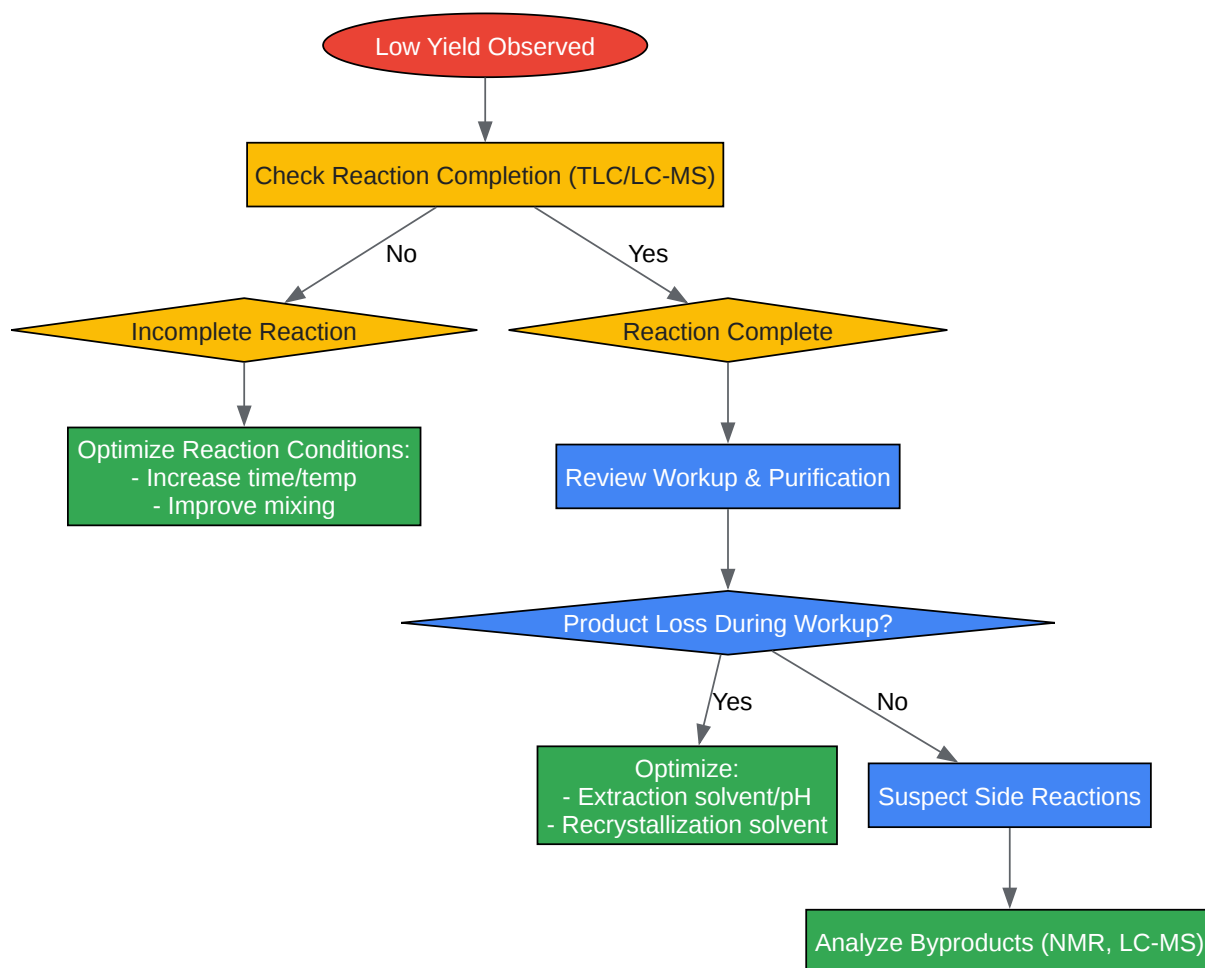 Low Yield Observed
Check Reaction Completion (TLC/LC-MS)
No
Yes
Incomplete Reaction
Reaction Complete
Optimize Reaction Conditions:
- Increase time/temp
- Improve mixing
Review Workup & Purification
Product Loss During Workup?
Yes
No
Optimize:
- Extraction solvent/pH
- Recrystallization solvent
Suspect Side Reactions
Analyze Byproducts (NMR, LC-MS)